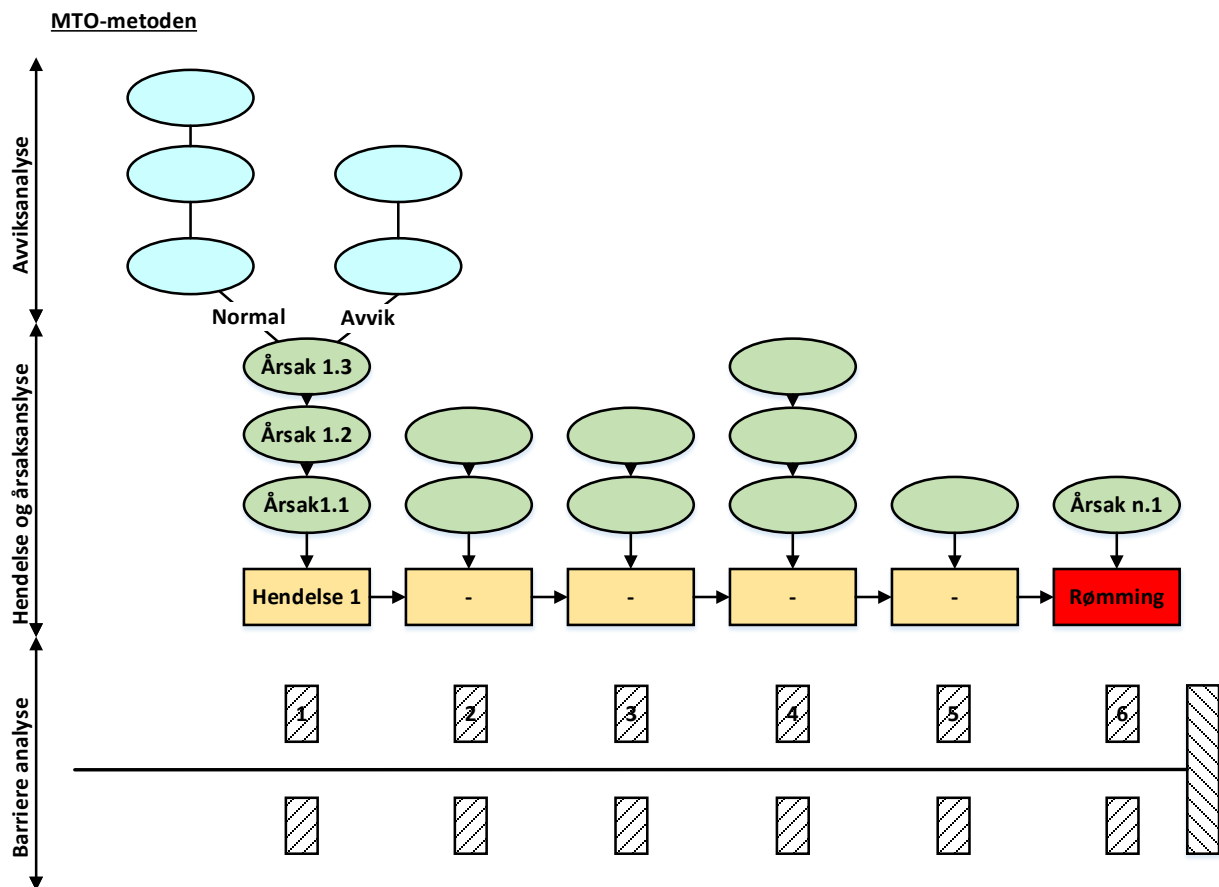 MTO-metoden
Avviksanalyse
Normal
Avvik
Hendelse og årsaksanslyse
Årsak 1.3
Årsak 1.2
Årsak1.1
Årsak n.1
Hendelse 1
-
-
-
-
Rømming
Barriere analyse
1
2
3
4
5
6